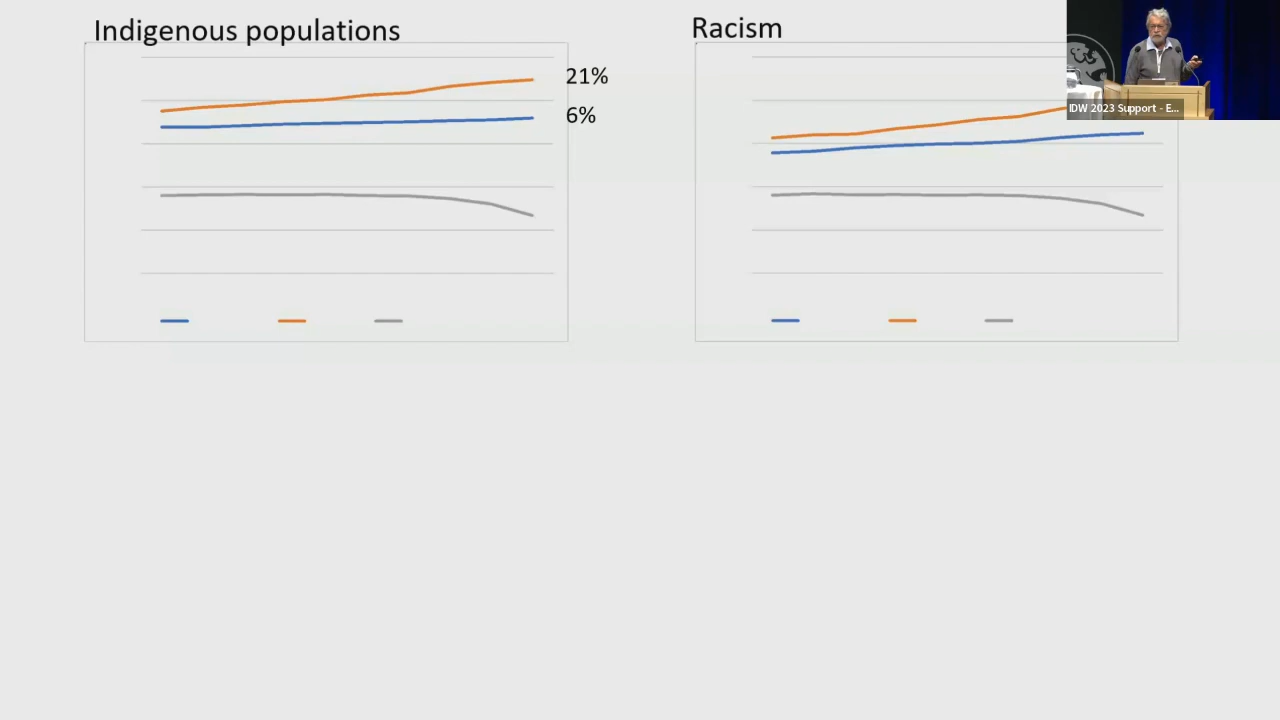 Indigenous populations
Racism
21%
6%
IDW 2023 Support - E...